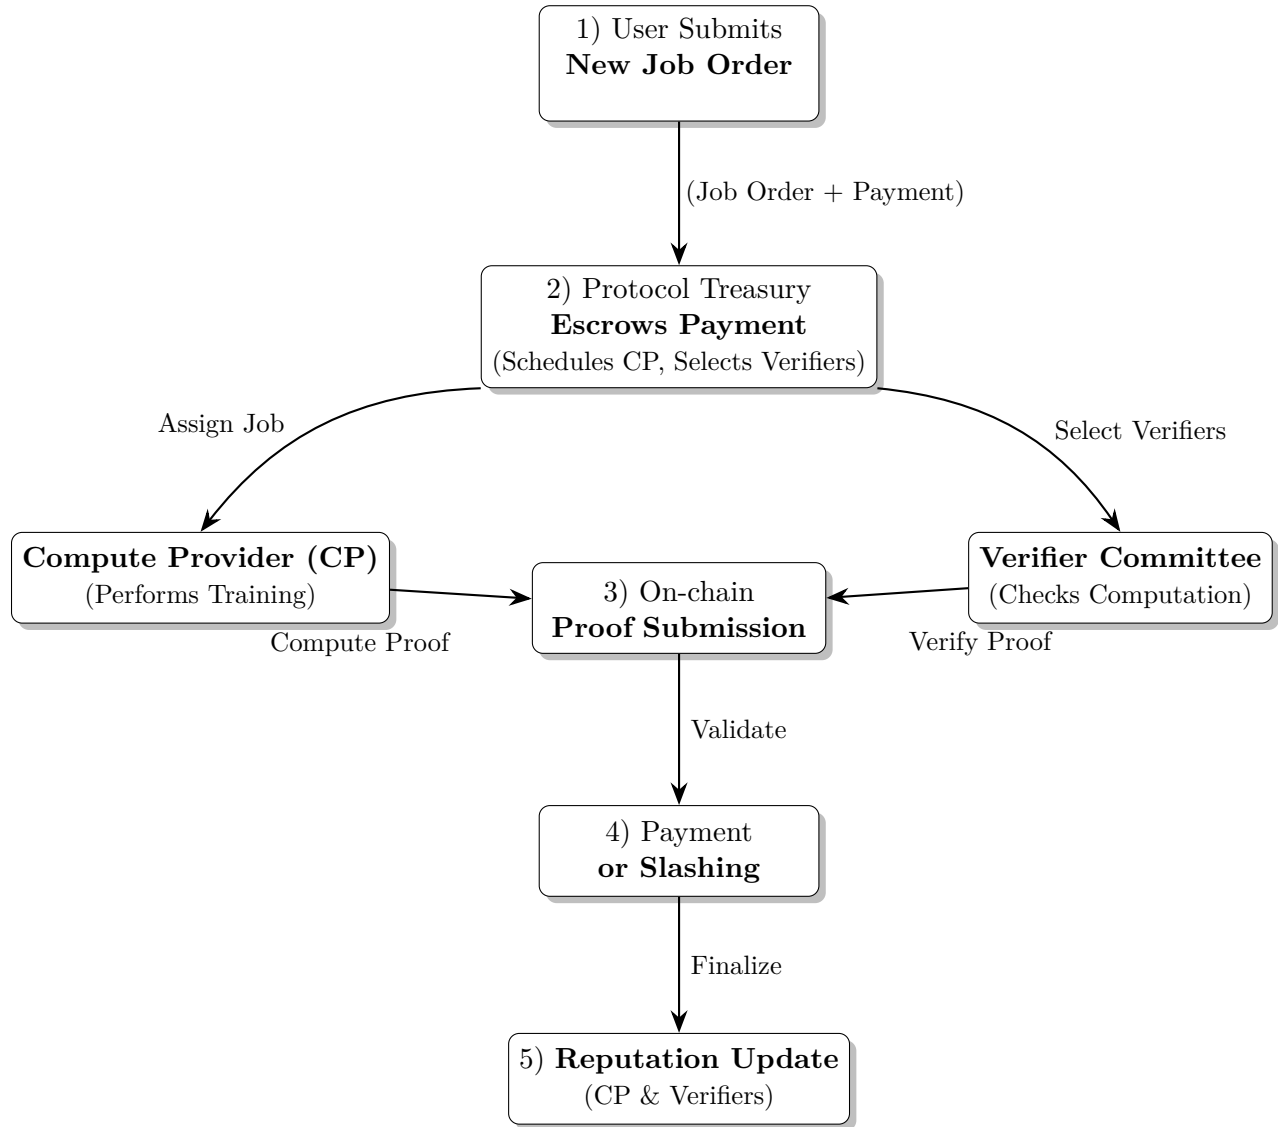 1) User Submits
New Job Order
(Job Order + Payment)
2) Protocol Treasury
Escrows Payment
(Schedules CP, Selects Verifiers)
Assign Job
Select Verifiers
Compute Provider (CP)
(Performs Training)
Compute Proof
3) On-chain
Proof Submission
Verifier Committee
(Checks Computation)
Verify Proof
Validate
4) Payment
or Slashing
Finalize
5) Reputation Update
(CP & Verifiers)